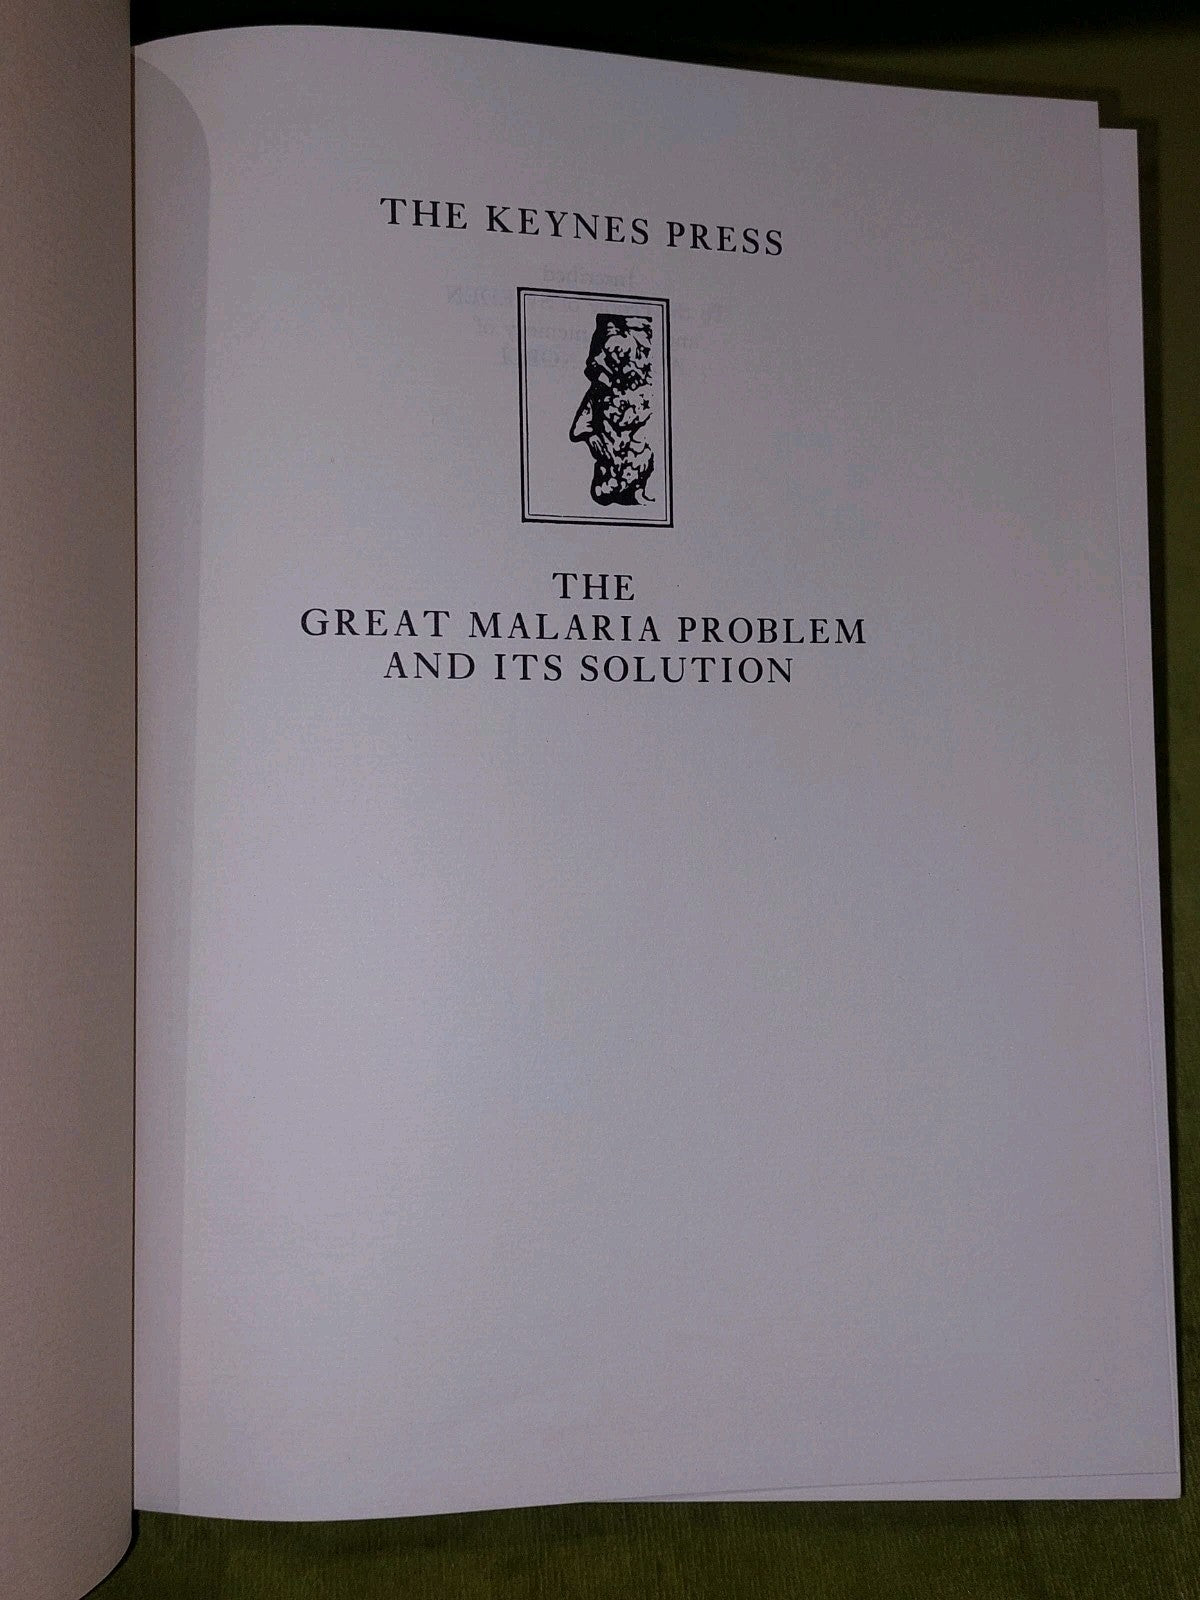 THE KEYNES PRESS
THE
GREAT MALARIA PROBLEM
AND ITS SOLUTION